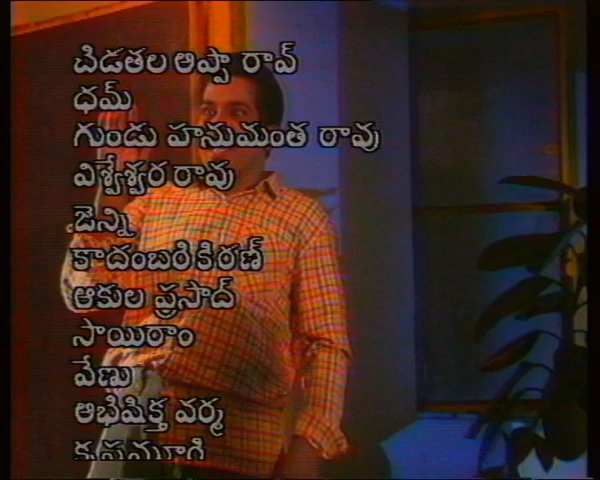 చిడతల అప్పా రావ్
ధమ్
గుండు హనుమంత రావు
విశ్వేశ్వర రావు
జెన్ని
కాదంబరి కిరణ్
ఆకుల ప్రసాద్
సాయిరాం
వేణు
అభిషిక్త వర్మ